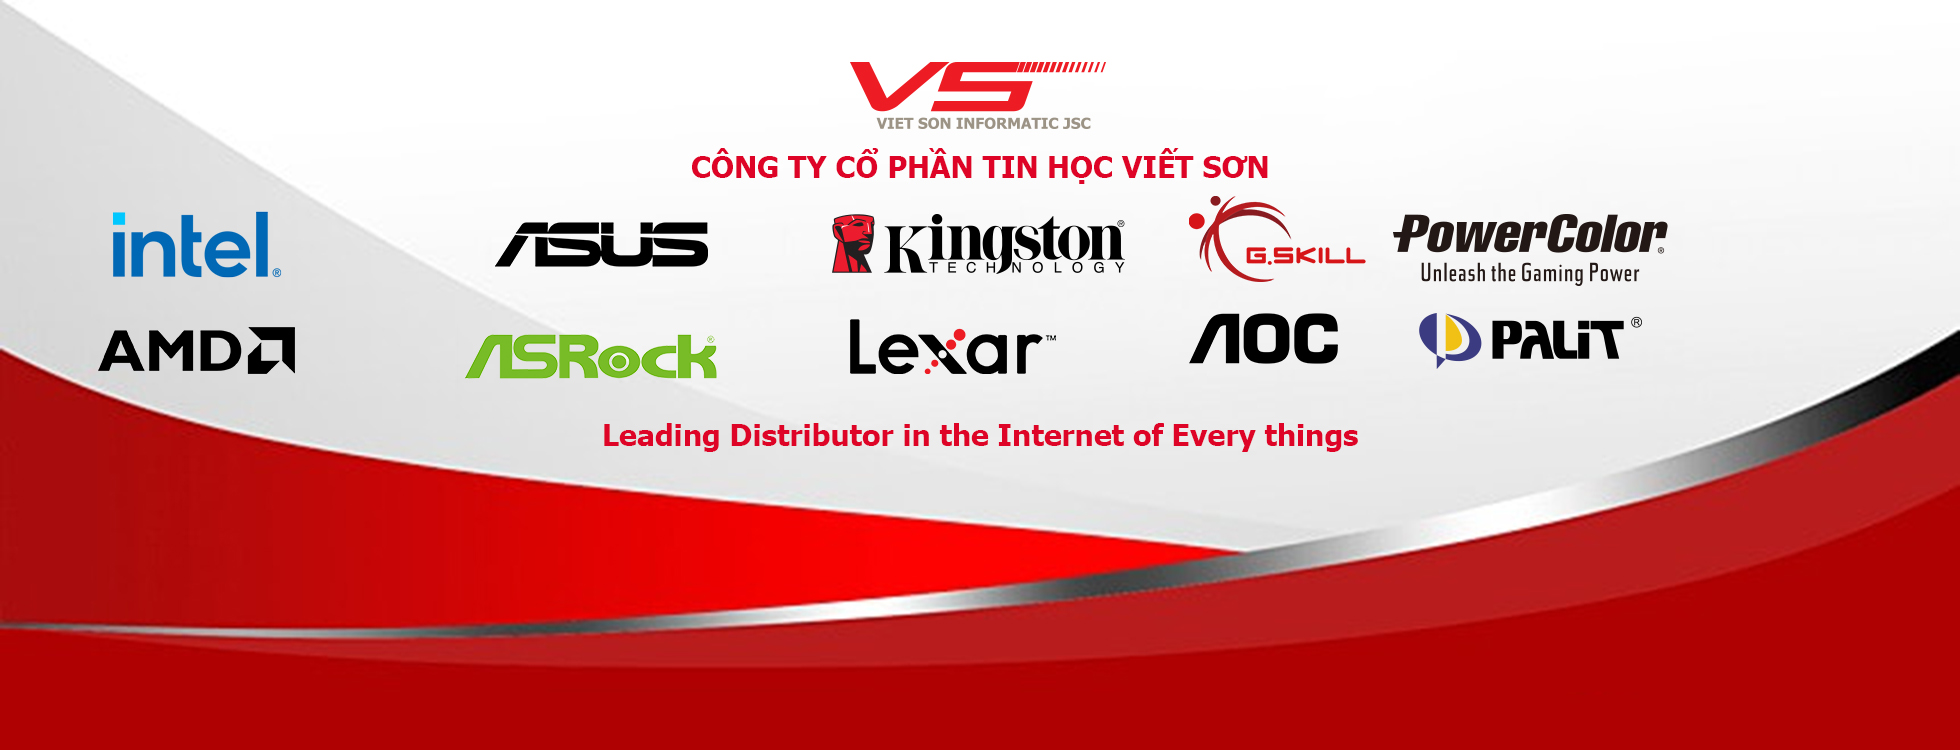 VS
VIET SON INFORMATIC JSC
CÔNG TY CỔ PHẦN TIN HỌC VIẾT SƠN
intel®
ASUS
Kingston®
TECHNOLOGY
G.SKILL
PowerColor®
Unleash the Gaming Power
AMD
ASRock®
Lexar™
AOC
PALiT®
Leading Distributor in the Internet of Every things